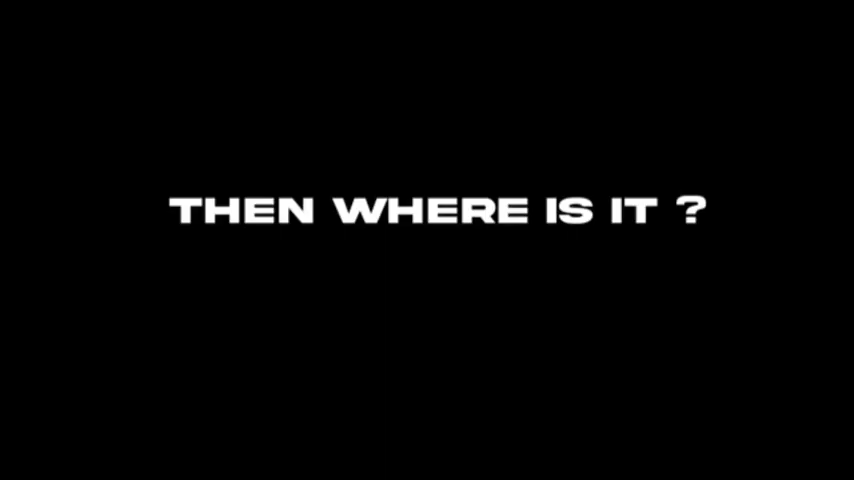 THEN WHERE IS IT ?